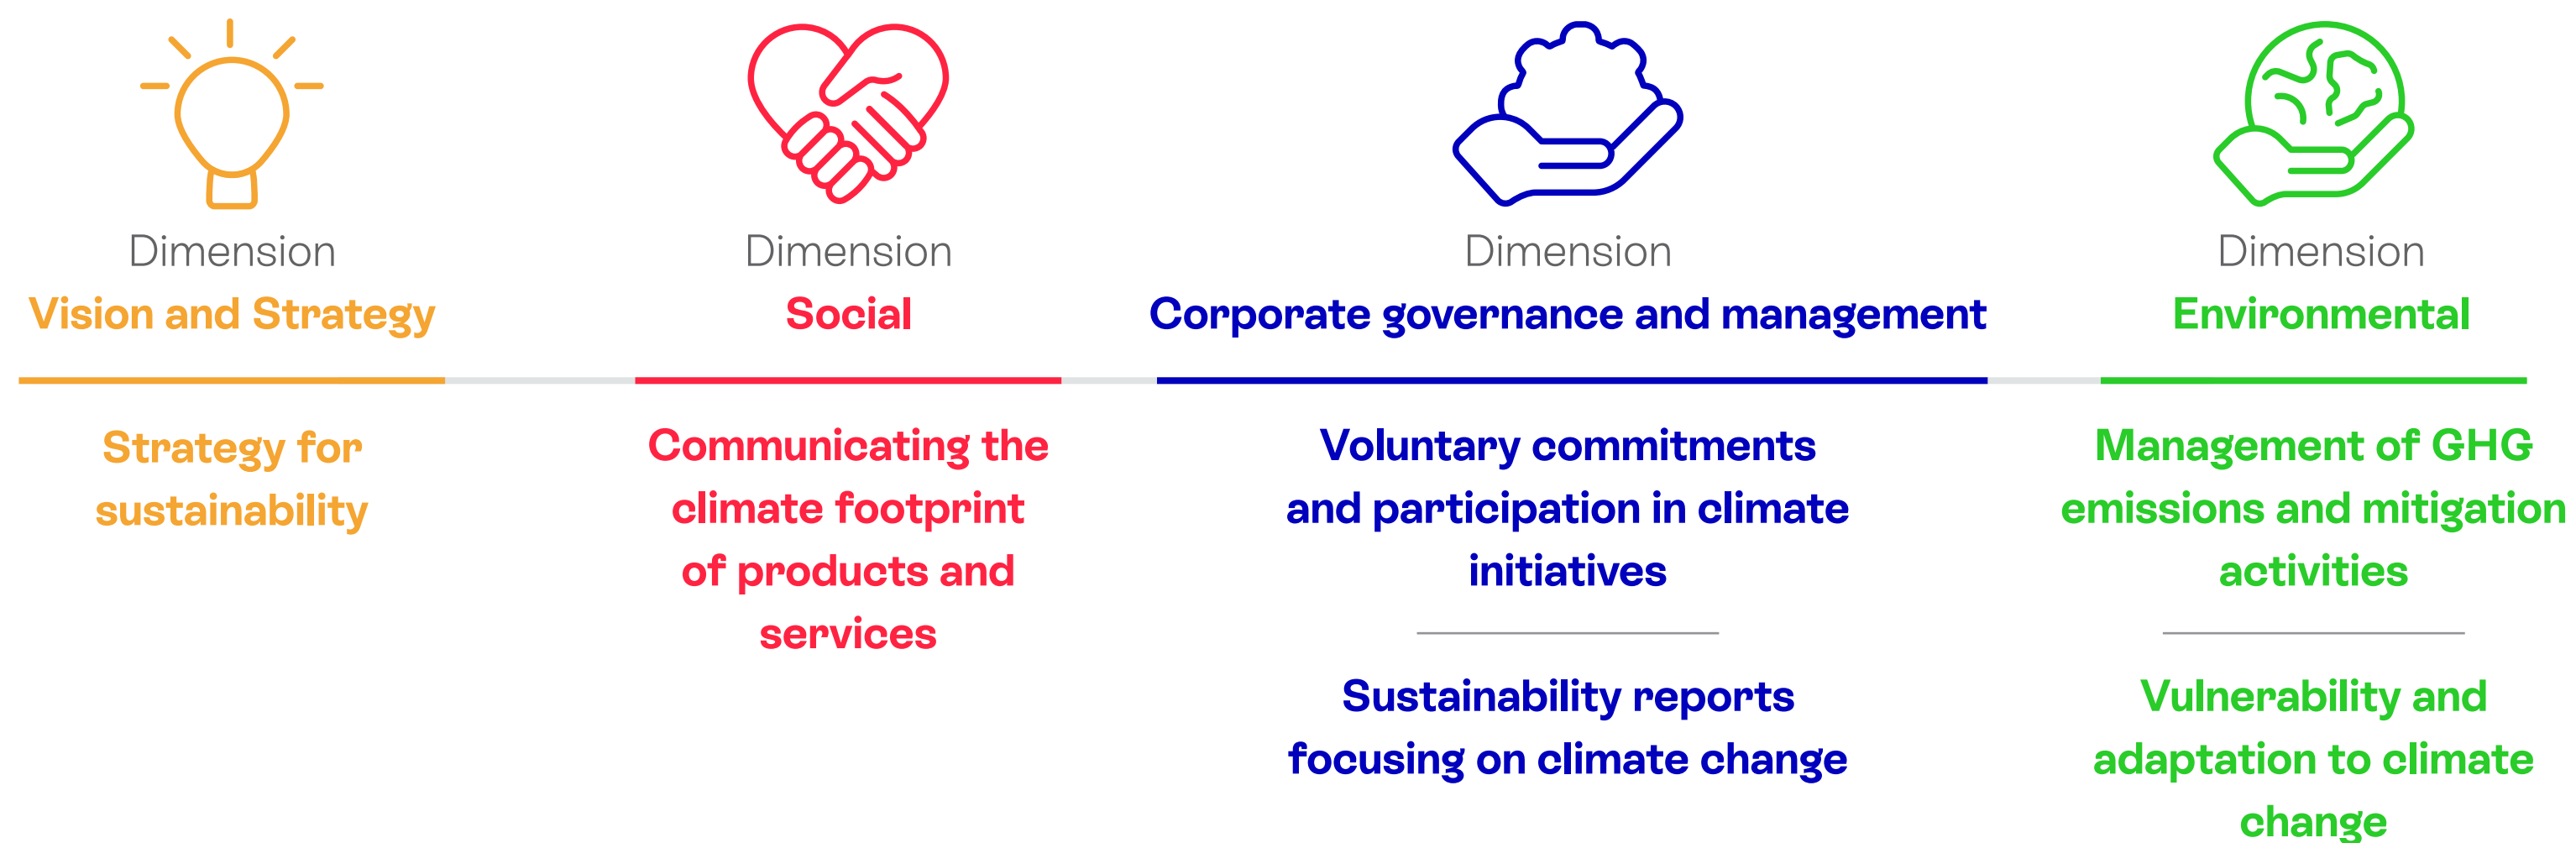 Dimension
Vision and Strategy
Strategy for
sustainability
Dimension
Social
Communicating the
climate footprint
of products and
services
Dimension
Corporate governance and management
Voluntary commitments
and participation in climate
initiatives
Sustainability reports
focusing on climate change
Dimension
Environmental
Management of GHG
emissions and mitigation
activities
Vulnerability and
adaptation to climate
change